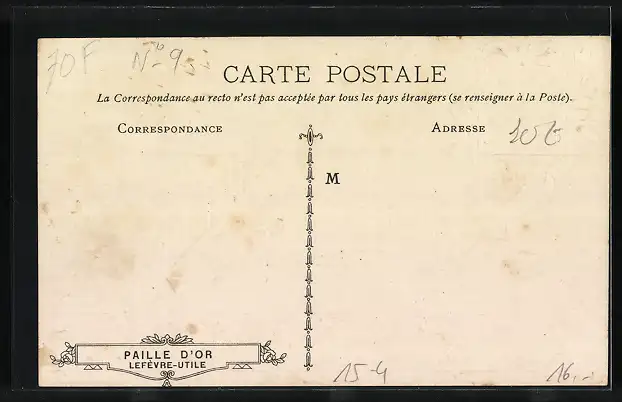 70F N° 9
CARTE POSTALE
La Correspondance au recto n'est pas acceptée par tous les pays étrangers (se renseigner à la Poste).
CORRESPONDANCE
ADRESSE
M
PAILLE D'OR
LEFÈVRE-UTILE
15-4
16.-